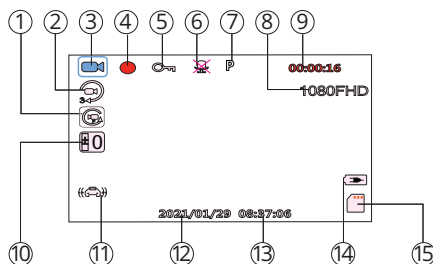 ① ② ③ ④ ⑤ ⑥ ⑦ ⑧ ⑨
P 00:00:16
1080FHD
3
±0
2021/01/29 08:37:06
⑩ ⑪ ⑫ ⑬ ⑭ ⑮